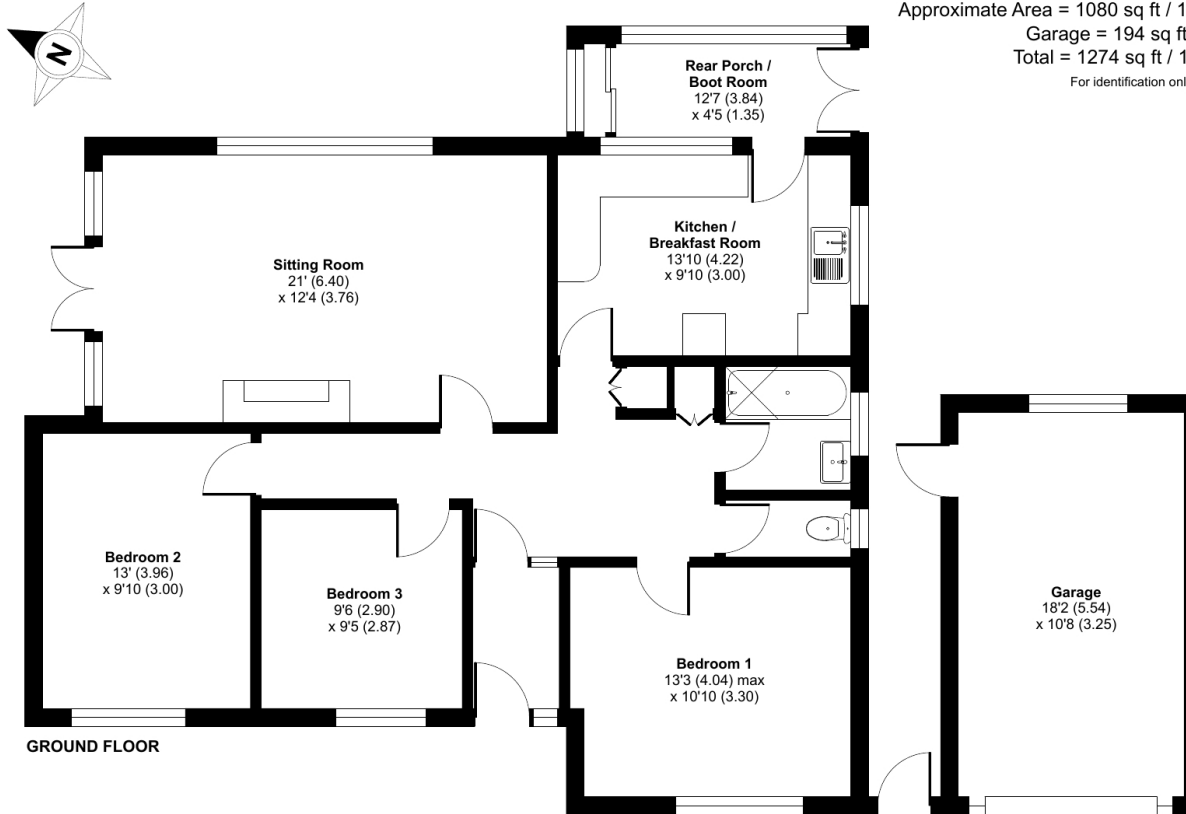 Approximate Area = 1080 sq ft / 1
Garage = 194 sq ft
Total = 1274 sq ft / 1
For identification onl
N
Rear Porch /
Boot Room
12'7 (3.84)
x 4'5 (1.35)
Kitchen /
Breakfast Room
13'10 (4.22)
x 9'10 (3.00)
Sitting Room
21' (6.40)
x 12'4 (3.76)
Bedroom 2
13' (3.96)
x 9'10 (3.00)
Bedroom 3
9'6 (2.90)
x 9'5 (2.87)
Bedroom 1
13'3 (4.04) max
x 10'10 (3.30)
Garage
18'2 (5.54)
x 10'8 (3.25)
GROUND FLOOR